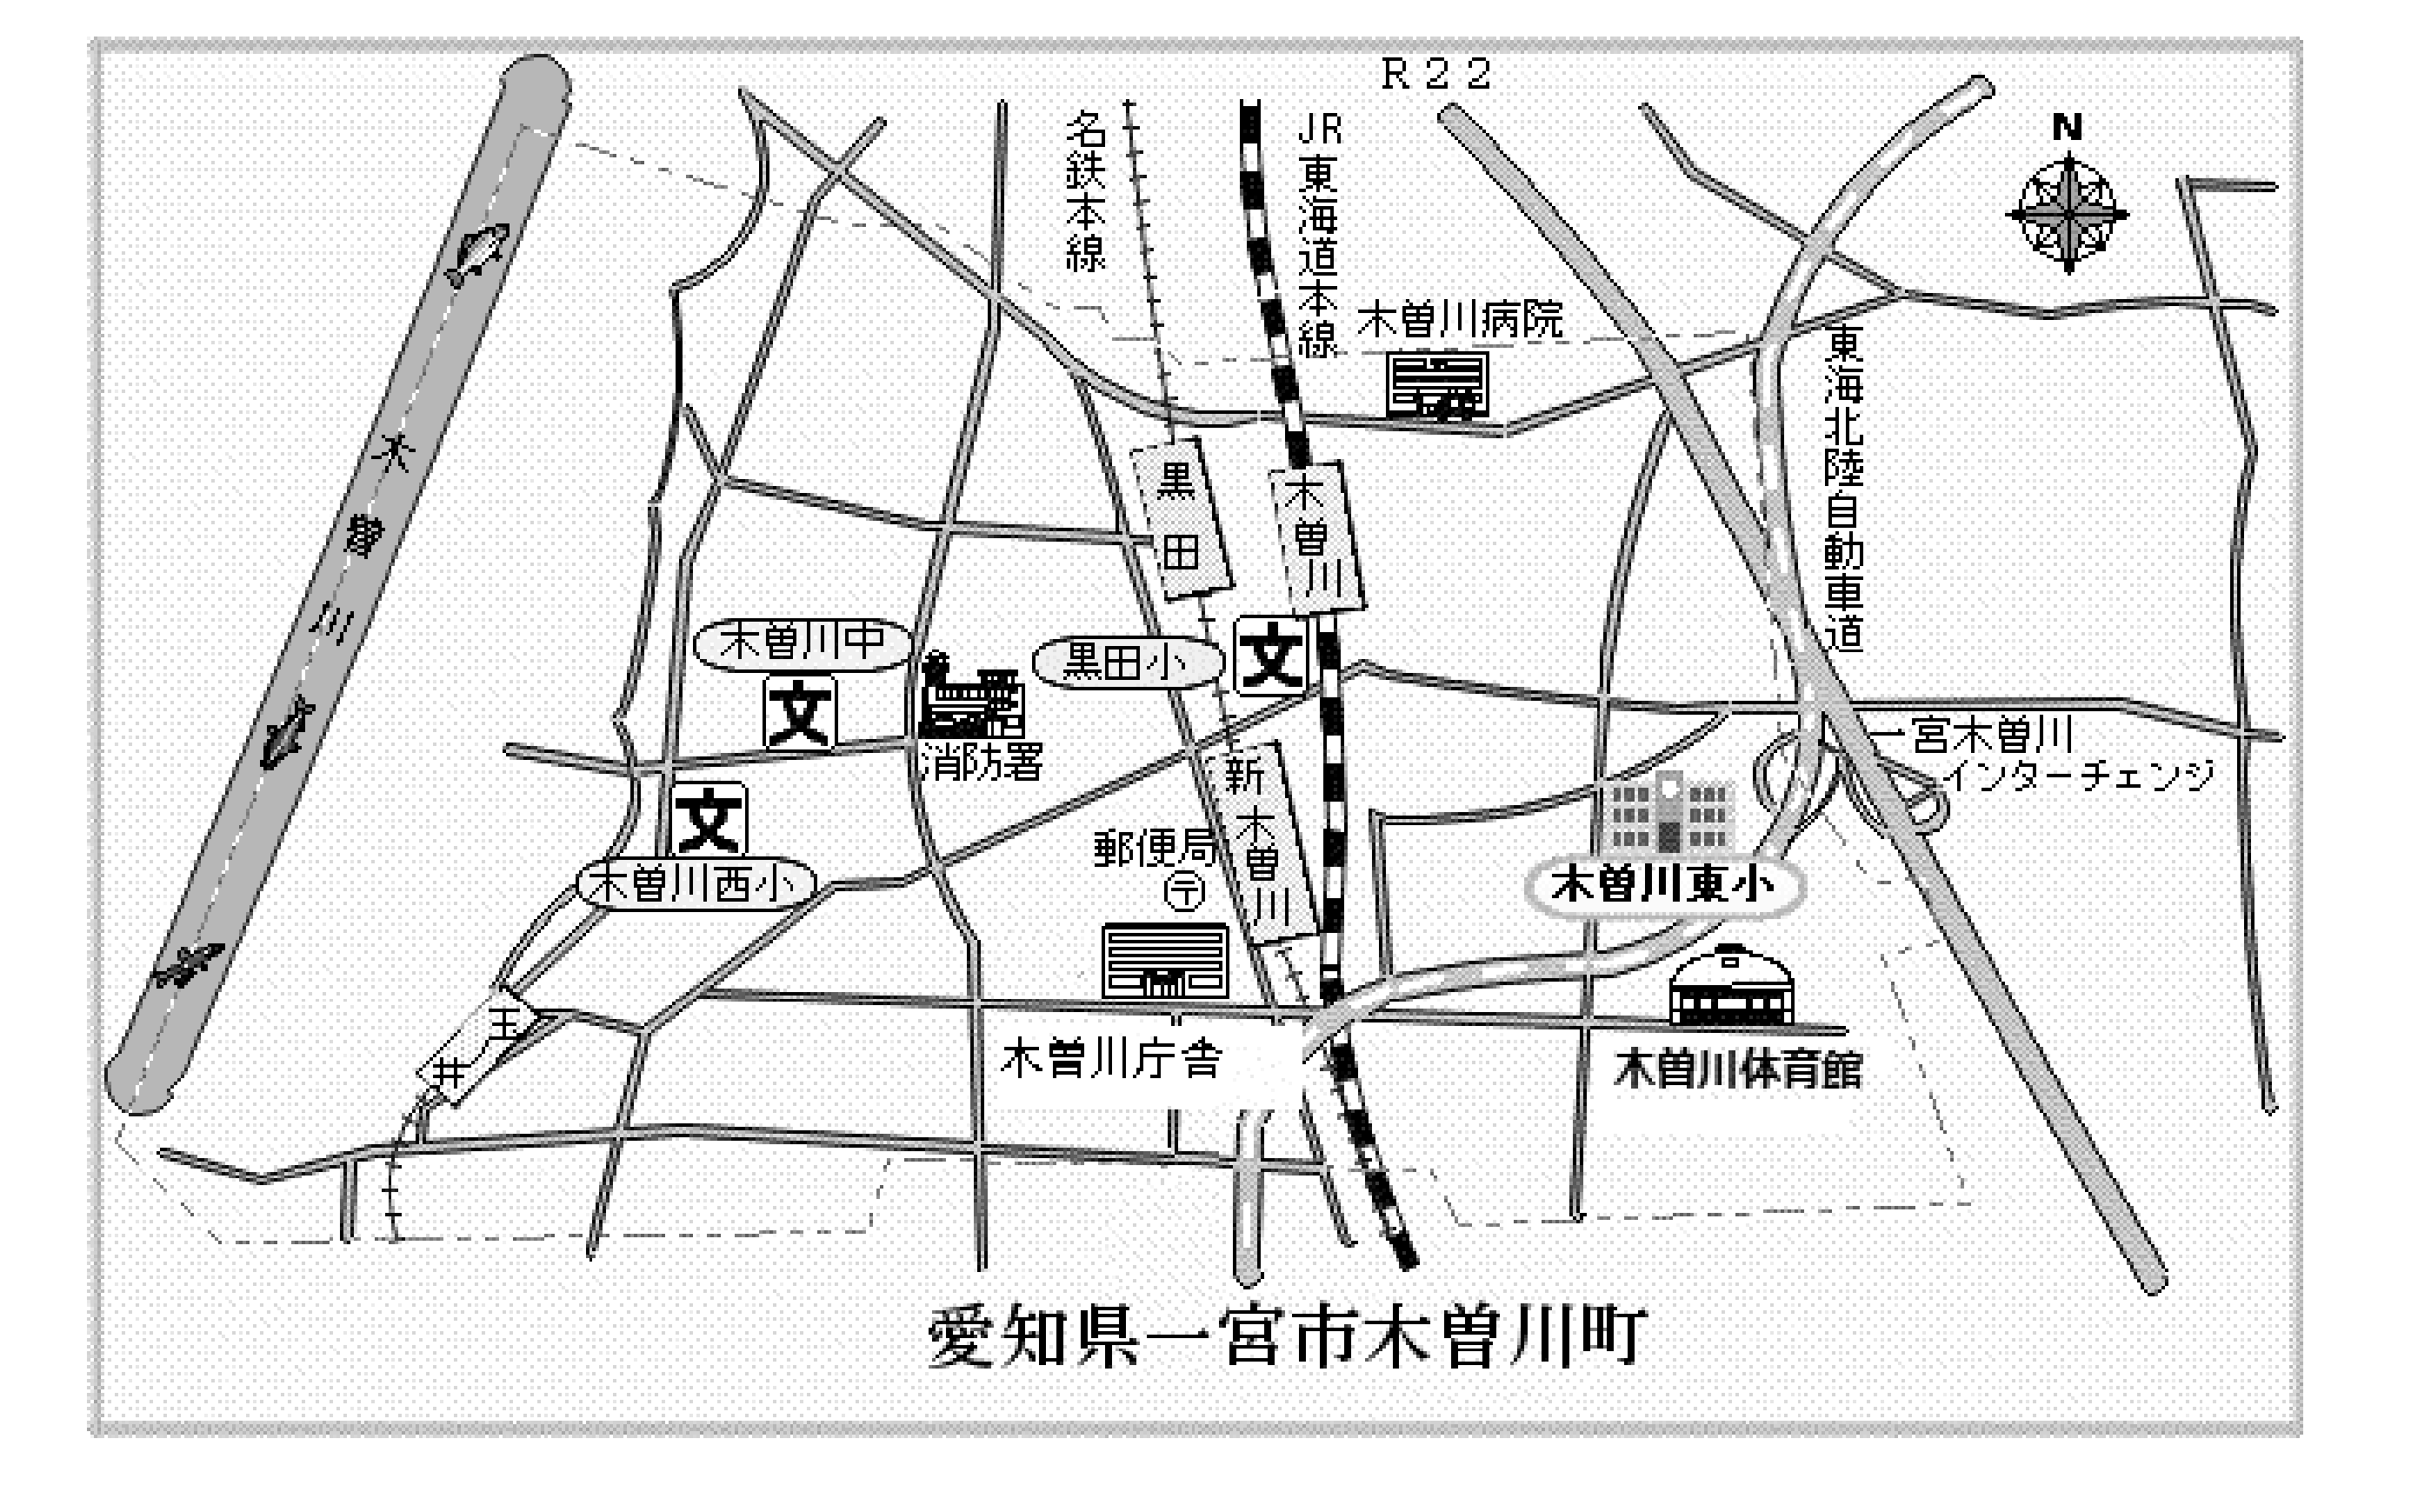 R22
N
名鉄本線
JR東海道本線
木曽川病院
東海北陸自動車道
木曽川
黒田
木曽川
木曽川中
文
消防署
黒田小
文
一宮木曽川
インターチェンジ
新木曽川
文
木曽川西小
郵便局
〒
木曽川東小
玉
井
木曽川庁舎
木曽川体育館
愛知県一宮市木曽川町